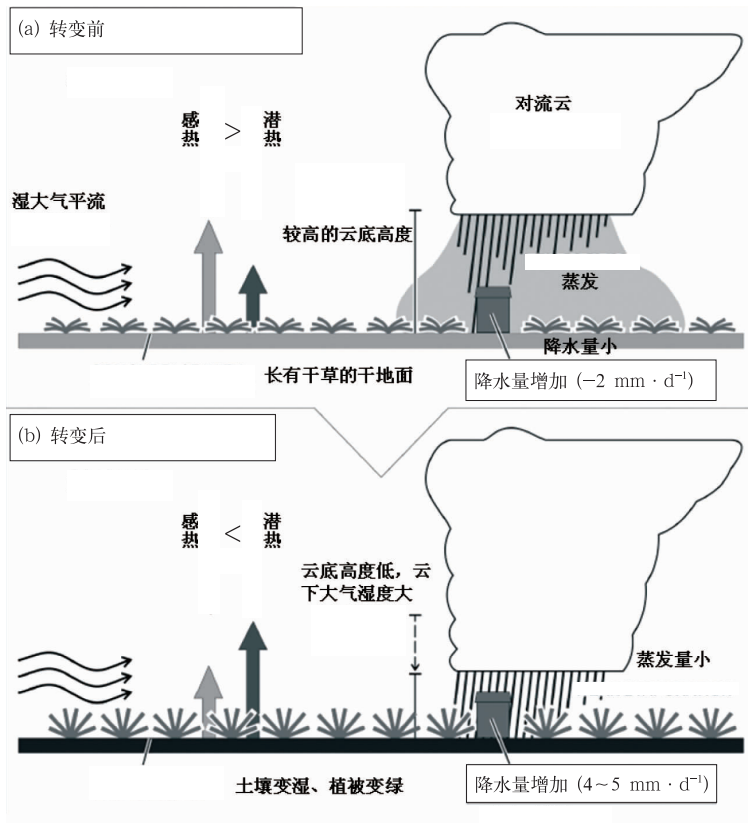 (a) 转变前
对流云
感热 > 潜热
湿大气平流
较高的云底高度
蒸发
降水量小
长有干草的干地面
降水量增加 (−2 mm · d⁻¹)
(b) 转变后
感热 < 潜热
云底高度低，云
下大气湿度大
蒸发量小
土壤变湿、植被变绿
降水量增加 (4~5 mm · d⁻¹)